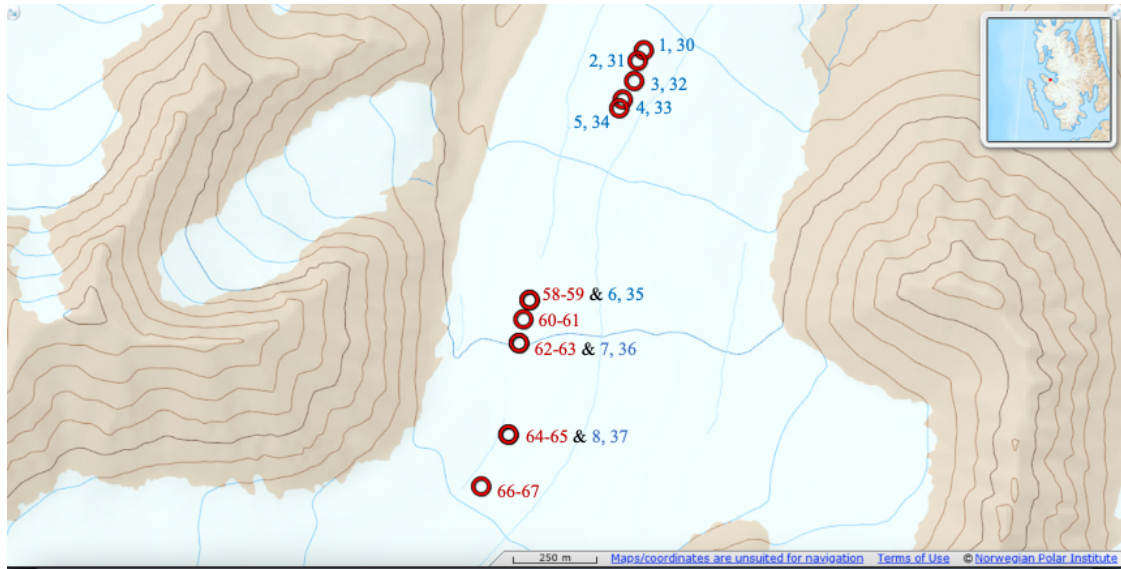 1, 30
2, 31
3, 32
4, 33
5, 34
58-59 & 6, 35
60-61
62-63 & 7, 36
64-65 & 8, 37
66-67
250 m Maps/coordinates are unsuited for navigation Terms of Use © Norwegian Polar Institute